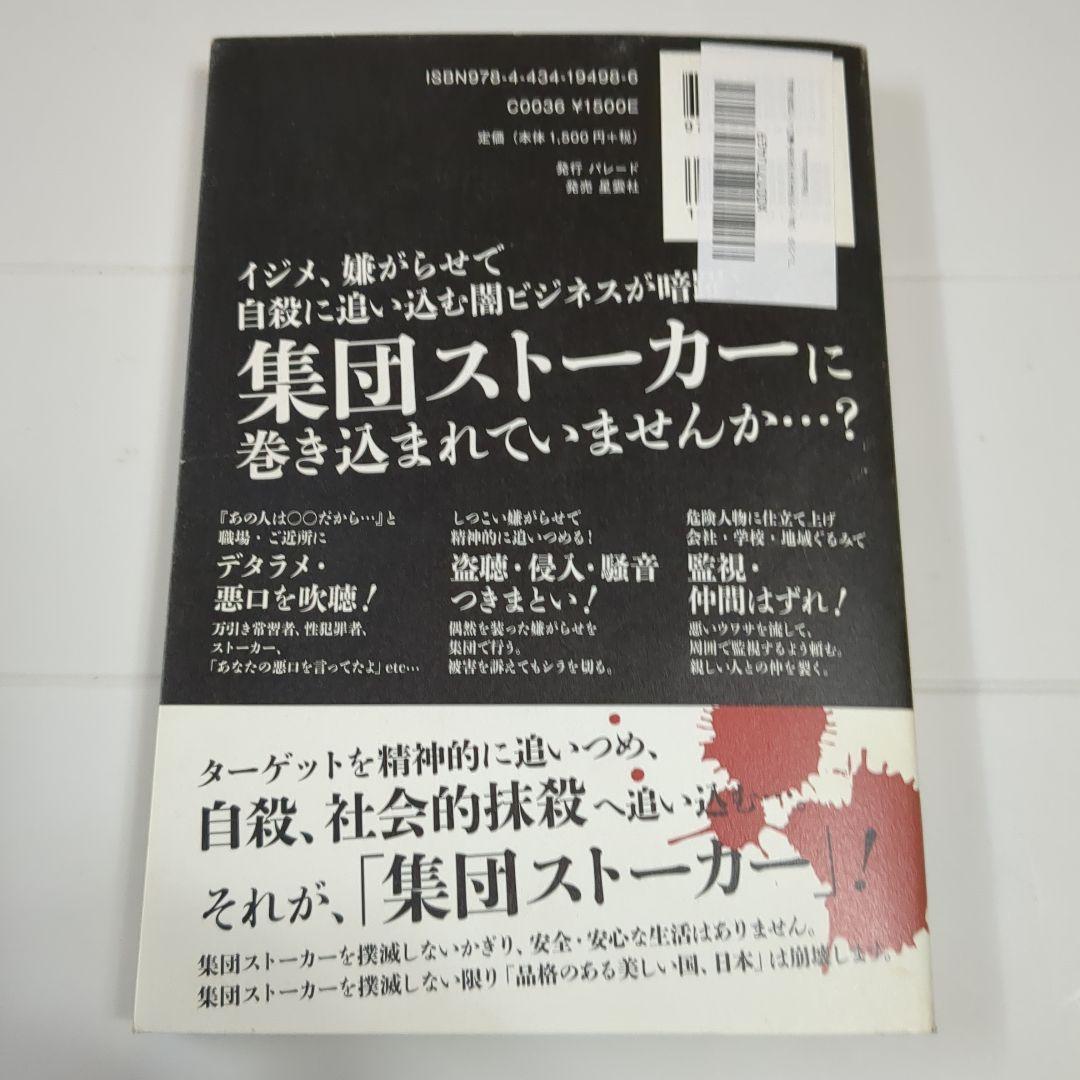 ISBN978-4-434-19498-6
C0036 ¥1500E
定価（本体1,500円+税）
発行 パレード
発売 星雲社
イジメ、嫌がらせで
自殺に追い込む闇ビジネスが暗
集団ストーカーに
巻き込まれていませんか…?
『あの人は〇〇だから…』と
職場・ご近所に
デタラメ・
悪口を吹聴！
万引き常習者、性犯罪者、
ストーカー、
「あなたの悪口を言ってたよ」etc…
しつこい嫌がらせで
精神的に追いつめる！
盗聴・侵入・騒音
つきまとい！
偶然を装った嫌がらせを
集団で行う。
被害を訴えてもシラを切る。
危険人物に仕立て上げ
会社・学校・地域ぐるみで
監視・
仲間はずれ！
悪いウワサを流して、
周囲で監視するよう頼む。
親しい人との仲を裂く。
ターゲットを精神的に追いつめ、
自殺、社会的抹殺へ追い込む…。
それが、「集団ストーカー」！
集団ストーカーを撲滅しないかぎり、安全・安心な生活はありません。
集団ストーカーを撲滅しない限り「品格のある美しい国、日本」は崩壊します。